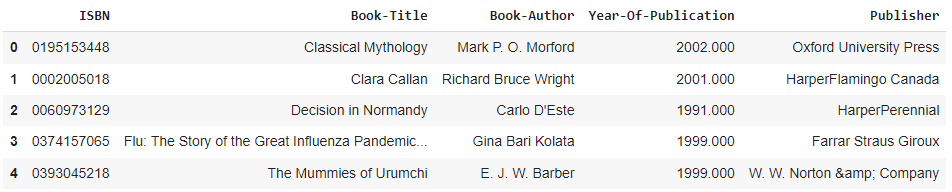 ISBN Book-Title Book-Author Year-Of-Publication Publisher
0 0195153448 Classical Mythology Mark P. O. Morford 2002.000 Oxford University Press
1 0002005018 Clara Callan Richard Bruce Wright 2001.000 HarperFlamingo Canada
2 0060973129 Decision in Normandy Carlo D'Este 1991.000 HarperPerennial
3 0374157065 Flu: The Story of the Great Influenza Pandemic... Gina Bari Kolata 1999.000 Farrar Straus Giroux
4 0393045218 The Mummies of Urumchi E. J. W. Barber 1999.000 W. W. Norton &amp; Company